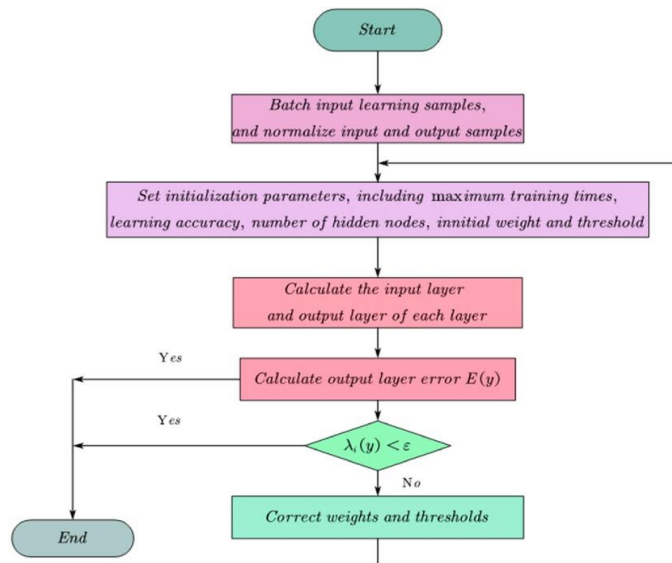 Start
Batch input learning samples,
and normalize input and output samples
Set initialization parameters, including maximum training times,
learning accuracy, number of hidden nodes, innitial weight and threshold
Calculate the input layer
and output layer of each layer
Yes
Calculate output layer error E(y)
Yes
λᵢ(y) < ε
No
Correct weights and thresholds
End